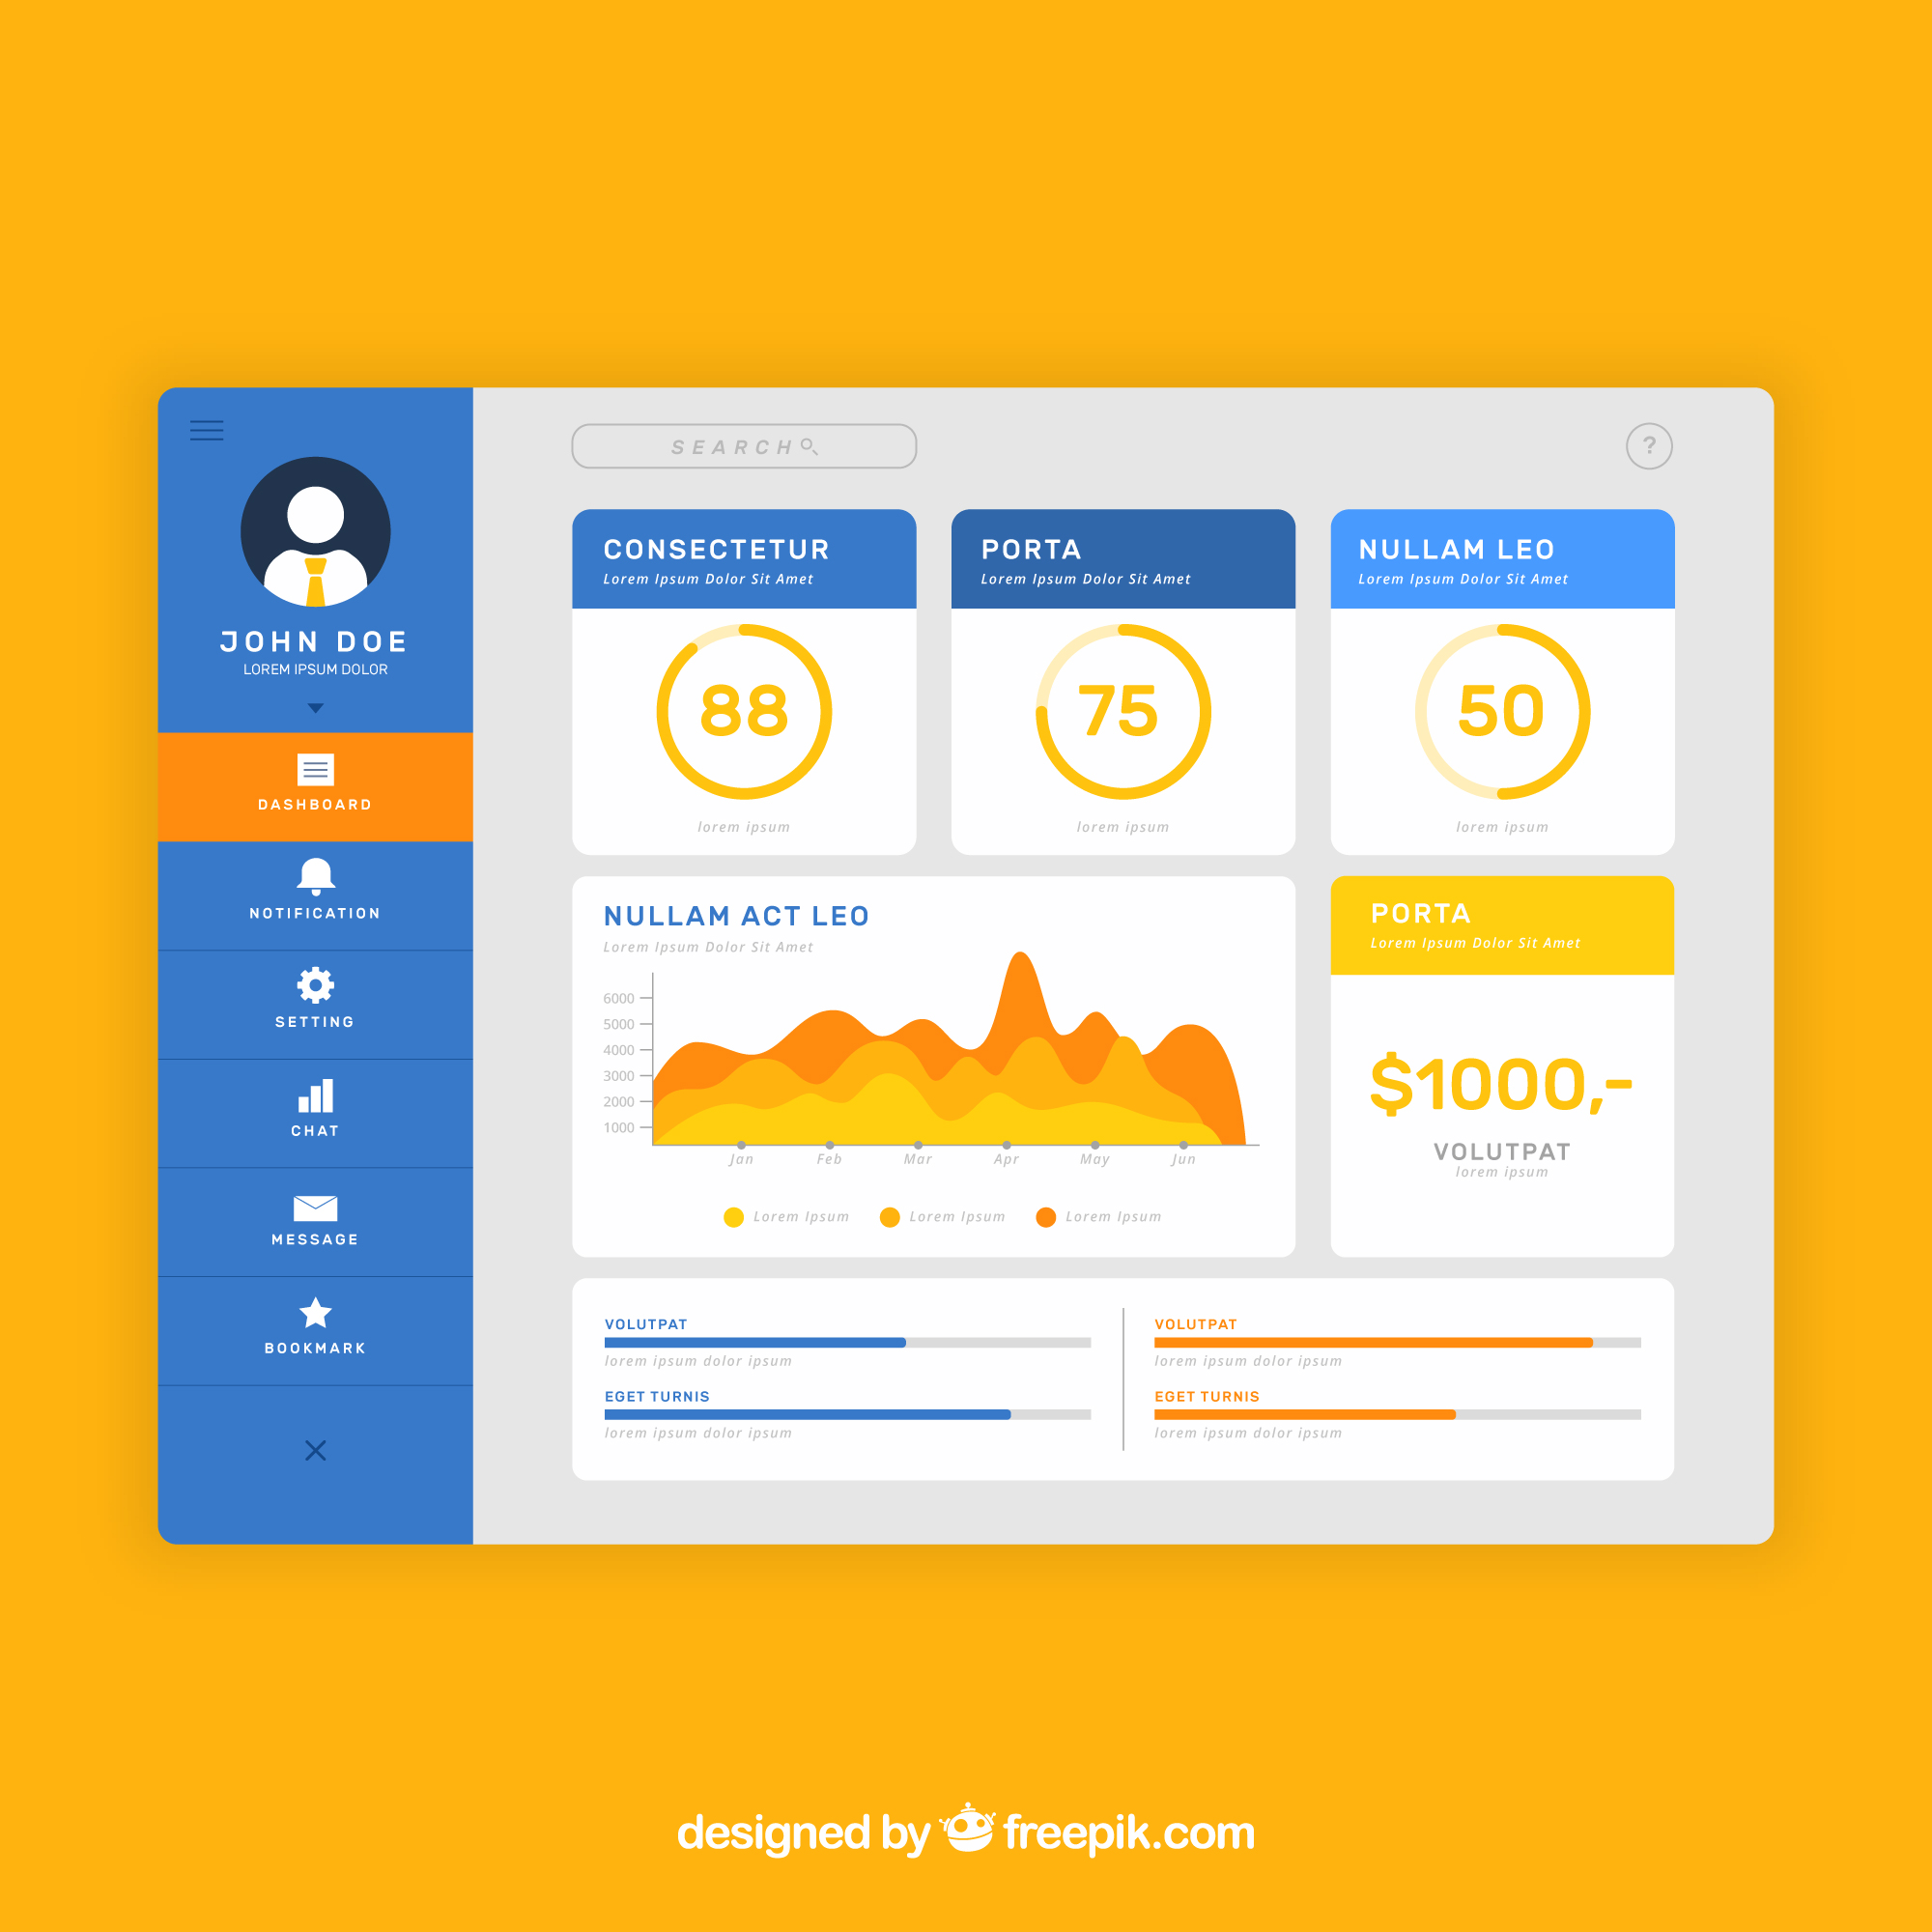 JOHN DOE
LOREM IPSUM DOLOR
DASHBOARD
NOTIFICATION
SETTING
CHAT
MESSAGE
BOOKMARK
SEARCH
?
CONSECTETUR
Lorem Ipsum Dolor Sit Amet
88
lorem ipsum
PORTA
Lorem Ipsum Dolor Sit Amet
75
lorem ipsum
NULLAM LEO
Lorem Ipsum Dolor Sit Amet
50
lorem ipsum
NULLAM ACT LEO
Lorem Ipsum Dolor Sit Amet
6000
5000
4000
3000
2000
1000
Jan Feb Mar Apr May Jun
Lorem Ipsum Lorem Ipsum Lorem Ipsum
PORTA
Lorem Ipsum Dolor Sit Amet
$1000,-
VOLUTPAT
lorem ipsum
VOLUTPAT
lorem ipsum dolor ipsum
EGET TURNIS
lorem ipsum dolor ipsum
VOLUTPAT
lorem ipsum dolor ipsum
EGET TURNIS
lorem ipsum dolor ipsum
designed by freepik.com